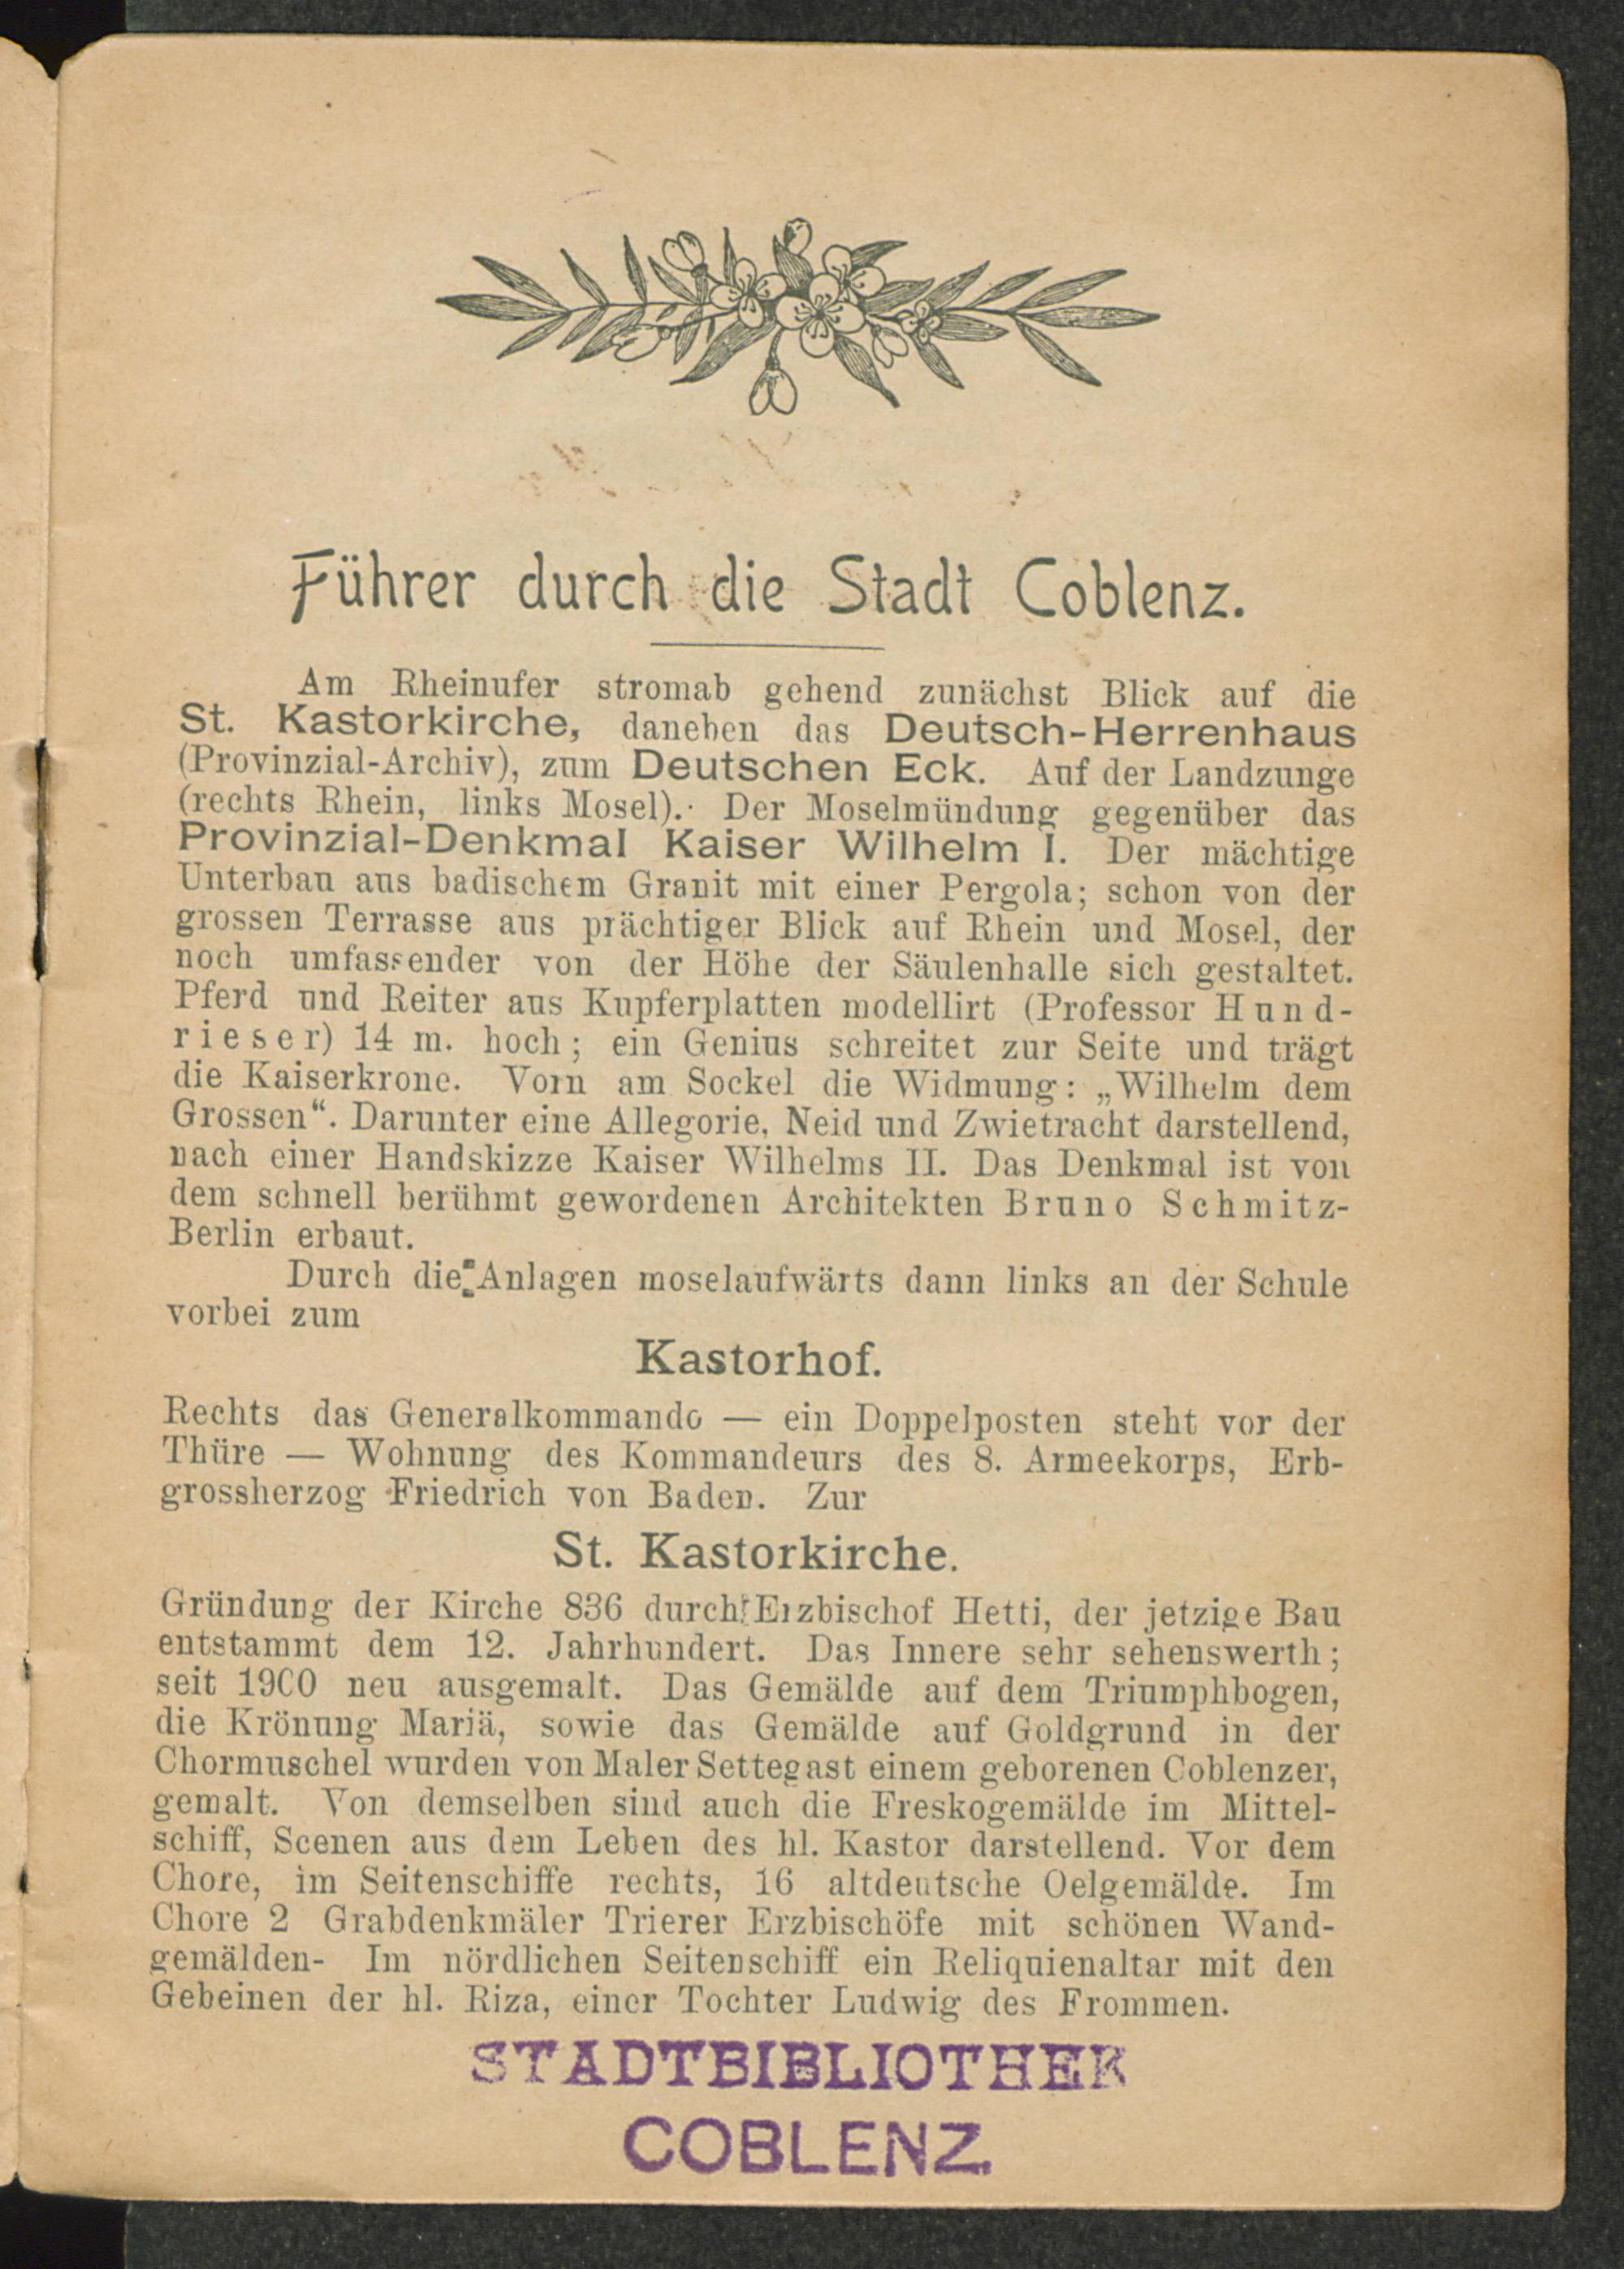 Führer durch die Stadt Coblenz.
Am Rheinufer stromab gehend zunächst Blick auf die
St. Kastorkirche, daneben das Deutsch-Herrenhaus
(Provinzial-Archiv), zum Deutschen Eck. Auf der Landzunge
(rechts Rhein, links Mosel). Der Moselmündung gegenüber das
Provinzial-Denkmal Kaiser Wilhelm I. Der mächtige
Unterbau aus badischem Granit mit einer Pergola; schon von der
grossen Terrasse aus prächtiger Blick auf Rhein und Mosel, der
noch umfassender von der Höhe der Säulenhalle sich gestaltet.
Pferd und Reiter aus Kupferplatten modellirt (Professor Hund-
rieser) 14 m. hoch; ein Genius schreitet zur Seite und trägt
die Kaiserkrone. Vorn am Sockel die Widmung: „Wilhelm dem
Grossen“. Darunter eine Allegorie, Neid und Zwietracht darstellend,
nach einer Handskizze Kaiser Wilhelms II. Das Denkmal ist von
dem schnell berühmt gewordenen Architekten Bruno Schmitz-
Berlin erbaut.
Durch die Anlagen moselaufwärts dann links an der Schule
vorbei zum
Kastorhof.
Rechts das Generalkommando — ein Doppelposten steht vor der
Thüre — Wohnung des Kommandeurs des 8. Armeekorps, Erb-
grossherzog Friedrich von Baden. Zur
St. Kastorkirche.
Gründung der Kirche 836 durch Erzbischof Hetti, der jetzige Bau
entstammt dem 12. Jahrhundert. Das Innere sehr sehenswerth;
seit 1900 neu ausgemalt. Das Gemälde auf dem Triumphbogen,
die Krönung Mariä, sowie das Gemälde auf Goldgrund in der
Chormuschel wurden von Maler Settegast einem geborenen Coblenzer,
gemalt. Von demselben sind auch die Freskogemälde im Mittel-
schiff, Scenen aus dem Leben des hl. Kastor darstellend. Vor dem
Chore, im Seitenschiffe rechts, 16 altdeutsche Oelgemälde. Im
Chore 2 Grabdenkmäler Trierer Erzbischöfe mit schönen Wand-
gemälden- Im nördlichen Seitenschiff ein Reliquienaltar mit den
Gebeinen der hl. Riza, einer Tochter Ludwig des Frommen.
STADTBIBLIOTHEK
COBLENZ.